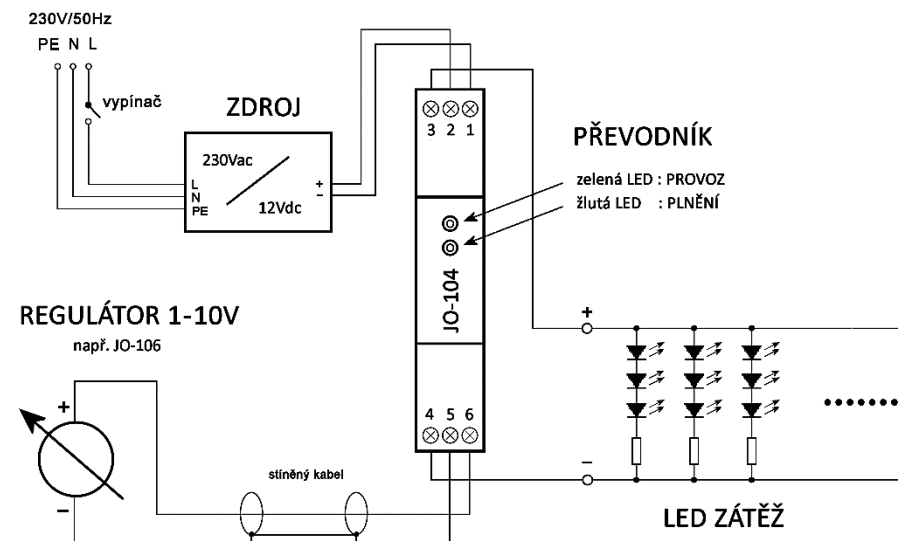 230V/50Hz
PE N L
vypínač
ZDROJ
230Vac
12Vdc
L
N
PE
+
−
3 2 1
PŘEVODNÍK
zelená LED : PROVOZ
žlutá LED : PLNĚNÍ
JO-104
REGULÁTOR 1-10V
např. JO-106
+
−
4 5 6
stíněný kabel
+
−
LED ZÁTĚŽ